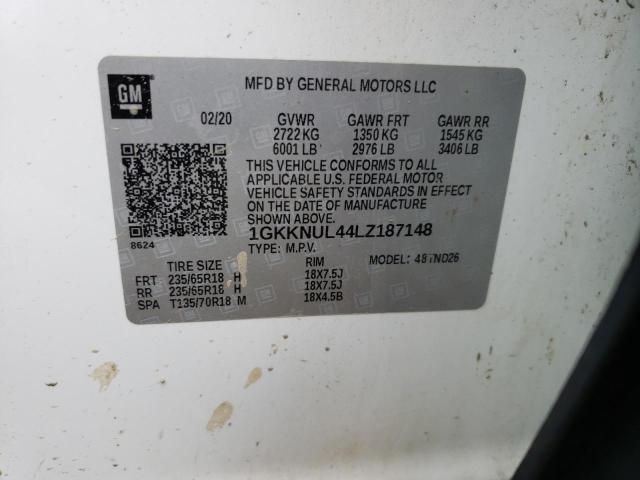 GM
MFD BY GENERAL MOTORS LLC
02/20 GVWR GAWR FRT GAWR RR
2722 KG 1350 KG 1545 KG
6001 LB 2976 LB 3406 LB
THIS VEHICLE CONFORMS TO ALL
APPLICABLE U.S. FEDERAL MOTOR
VEHICLE SAFETY STANDARDS IN EFFECT
ON THE DATE OF MANUFACTURE
SHOWN ABOVE.
8624
1GKKNUL44LZ187148
TYPE: M.P.V. MODEL:
TIRE SIZE RIM
FRT 235/65R18 H 18X7.5J
RR 235/65R18 H 18X7.5J
SPA T135/70R18 M 18X4.5B